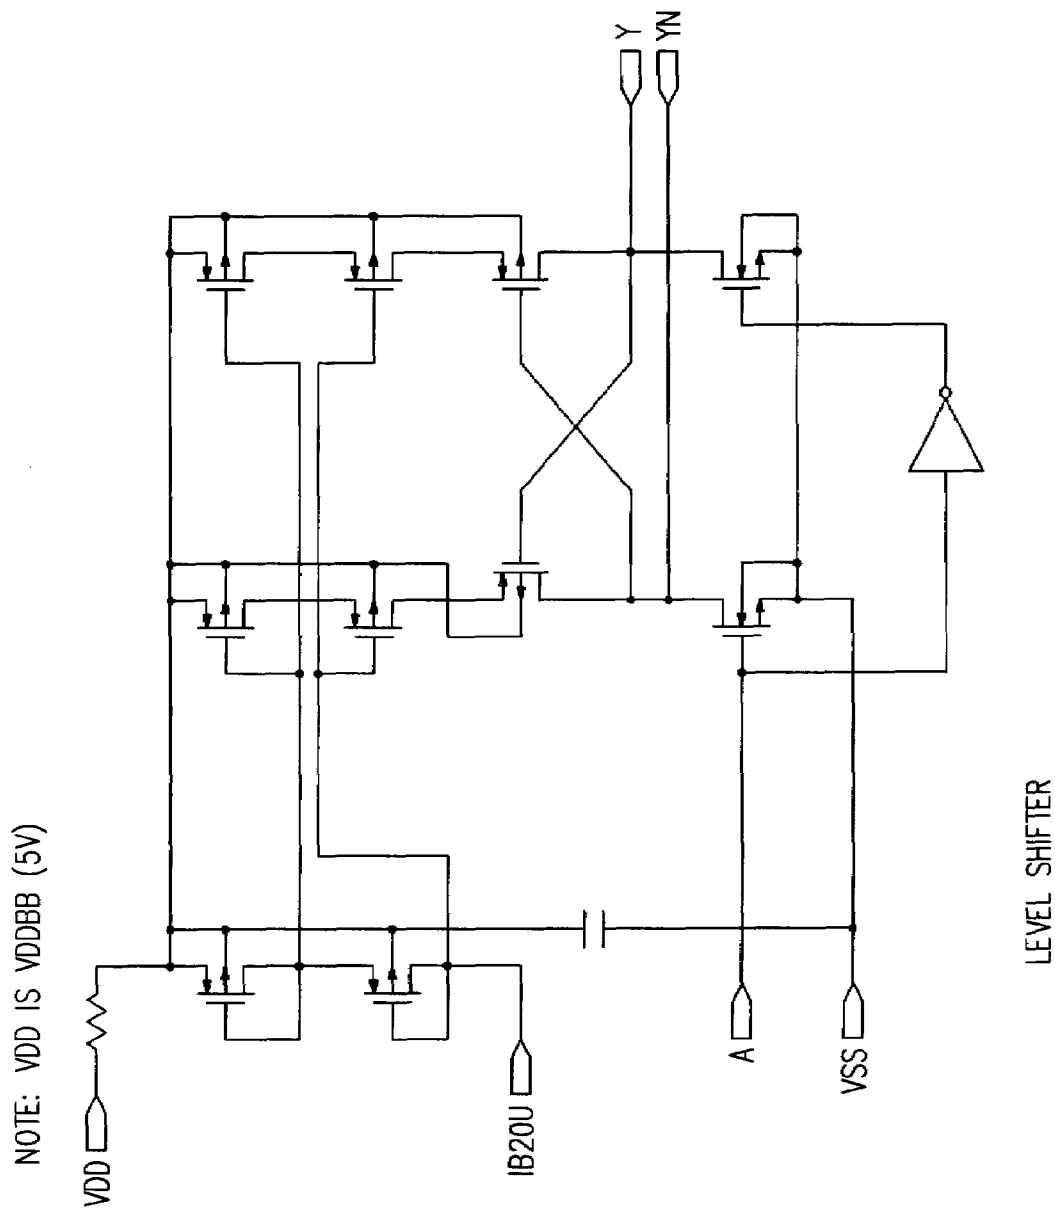 NOTE: VDD IS VDDBB (5V)
VDD
IB20U
A
VSS
Y
YN
LEVEL SHIFTER